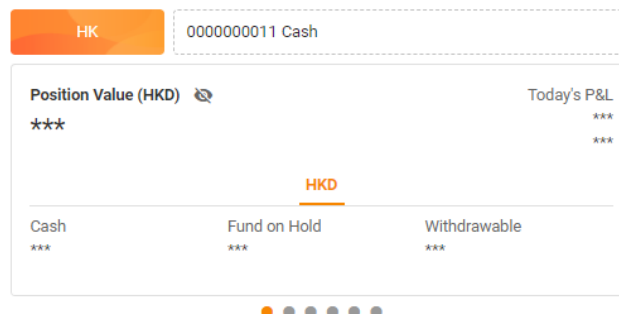 HK
0000000011 Cash
Position Value (HKD)
Today's P&L
***
***
***
HKD
Cash
Fund on Hold
Withdrawable
***
***
***